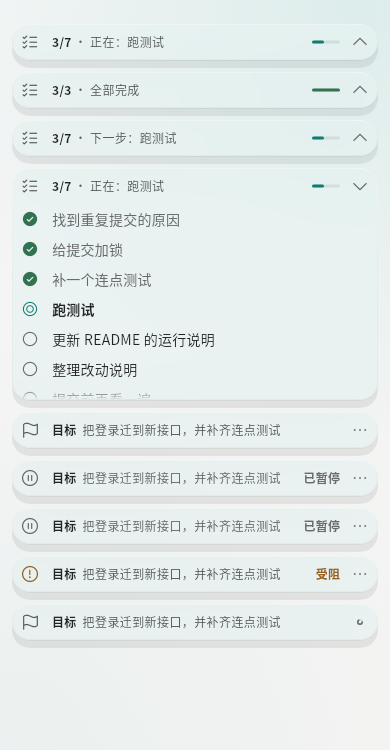 3/7 · 正在：跑测试
3/3 · 全部完成
3/7 · 下一步：跑测试
3/7 · 正在：跑测试
找到重复提交的原因
给提交加锁
补一个连点测试
跑测试
更新 README 的运行说明
整理改动说明
目标 把登录迁到新接口，并补齐连点测试
目标 把登录迁到新接口，并补齐连点测试 已暂停
目标 把登录迁到新接口，并补齐连点测试 已暂停
目标 把登录迁到新接口，并补齐连点测试 受阻
目标 把登录迁到新接口，并补齐连点测试